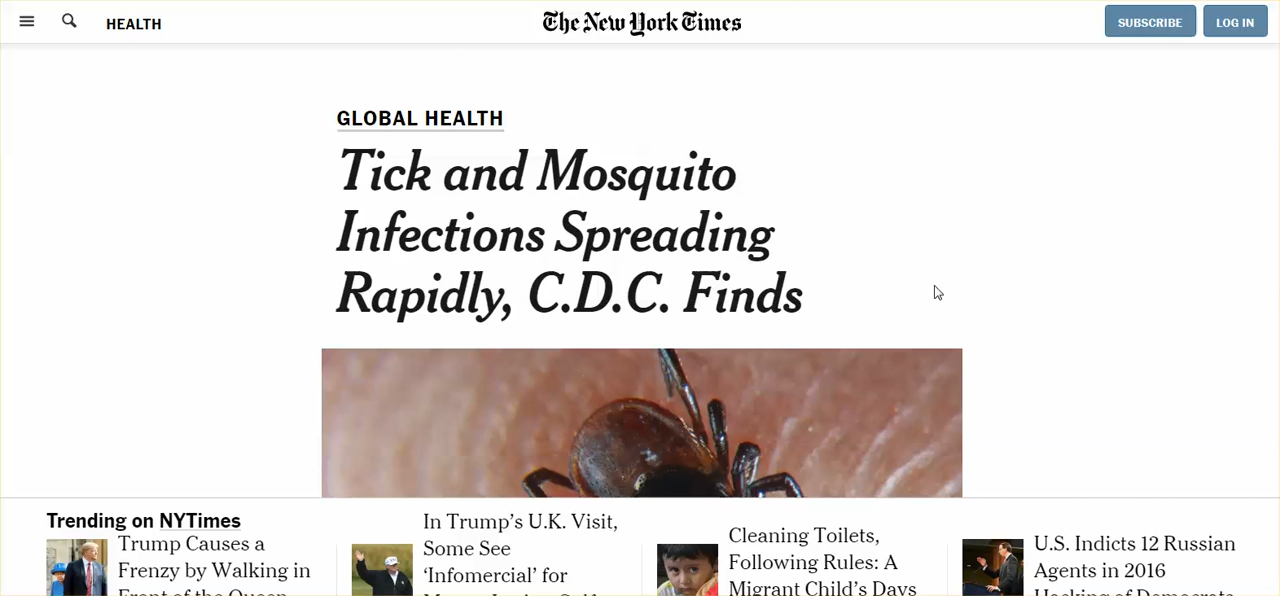 HEALTH
The New York Times
SUBSCRIBE
LOG IN
GLOBAL HEALTH
Tick and Mosquito
Infections Spreading
Rapidly, C.D.C. Finds
Trending on NYTimes
Trump Causes a
Frenzy by Walking in
Front of the Queen
In Trump's U.K. Visit,
Some See
‘Infomercial’ for
Cleaning Toilets,
Following Rules: A
Migrant Child's Days
U.S. Indicts 12 Russian
Agents in 2016
Hacking of Democrats